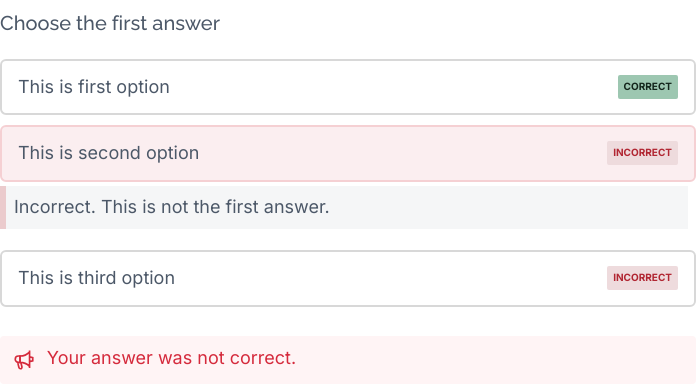 Choose the first answer
This is first option CORRECT
This is second option INCORRECT
Incorrect. This is not the first answer.
This is third option INCORRECT
Your answer was not correct.